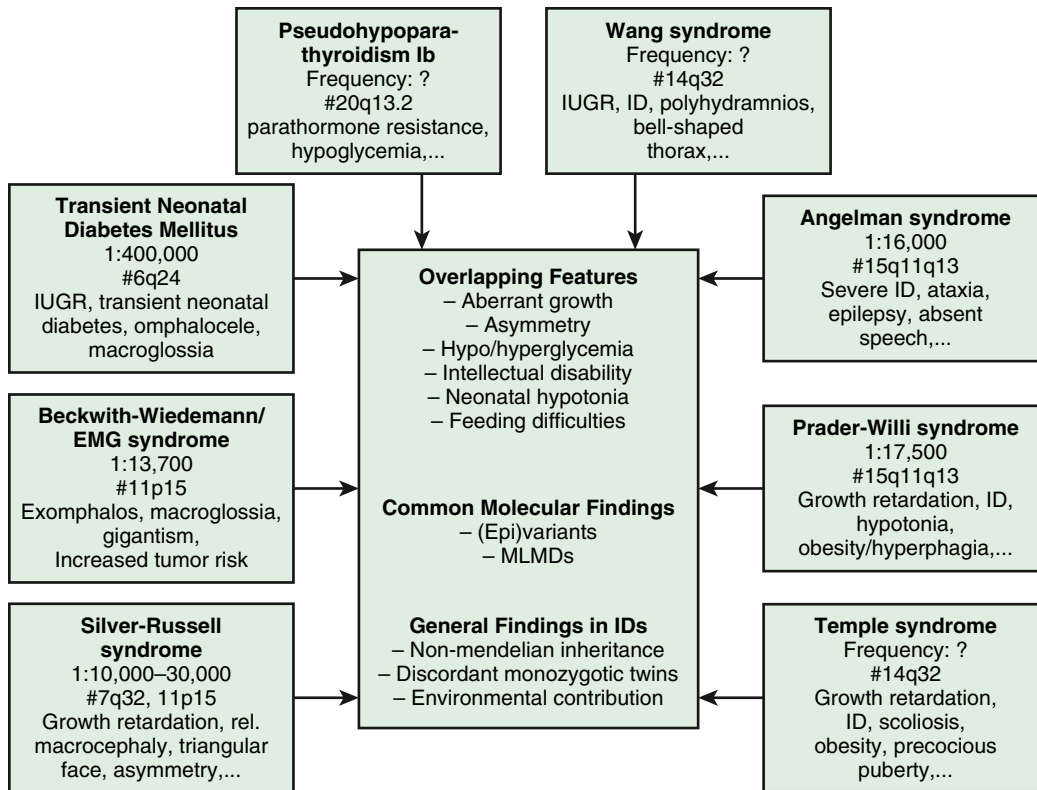 Pseudohypopara-
thyroidism Ib
Frequency: ?
#20q13.2
parathormone resistance,
hypoglycemia,...
Wang syndrome
Frequency: ?
#14q32
IUGR, ID, polyhydramnios,
bell-shaped
thorax,...
Transient Neonatal
Diabetes Mellitus
1:400,000
#6q24
IUGR, transient neonatal
diabetes, omphalocele,
macroglossia
Beckwith-Wiedemann/
EMG syndrome
1:13,700
#11p15
Exomphalos, macroglossia,
gigantism,
Increased tumor risk
Silver-Russell
syndrome
1:10,000–30,000
#7q32, 11p15
Growth retardation, rel.
macrocephaly, triangular
face, asymmetry,...
Overlapping Features
– Aberrant growth
– Asymmetry
– Hypo/hyperglycemia
– Intellectual disability
– Neonatal hypotonia
– Feeding difficulties
Common Molecular Findings
– (Epi)variants
– MLMDs
General Findings in IDs
– Non-mendelian inheritance
– Discordant monozygotic twins
– Environmental contribution
Angelman syndrome
1:16,000
#15q11q13
Severe ID, ataxia,
epilepsy, absent
speech,...
Prader-Willi syndrome
1:17,500
#15q11q13
Growth retardation, ID,
hypotonia,
obesity/hyperphagia,...
Temple syndrome
Frequency: ?
#14q32
Growth retardation,
ID, scoliosis,
obesity, precocious
puberty,...